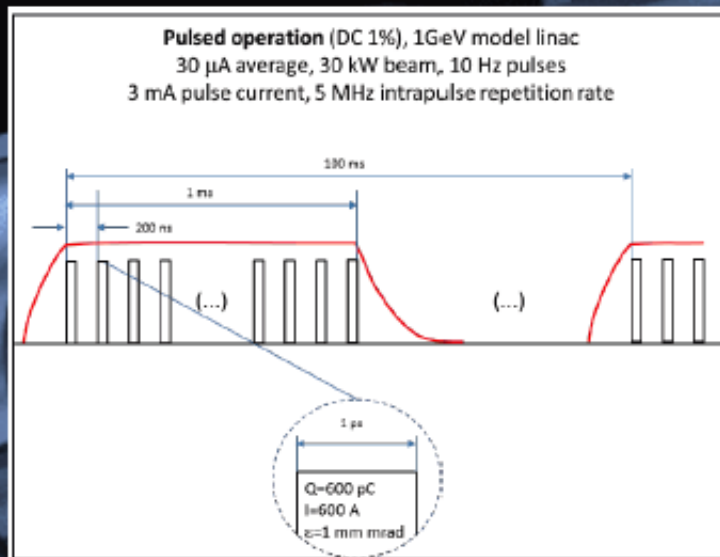 Pulsed operation (DC 1%), 1GeV model linac
30 µA average, 30 kW beam, 10 Hz pulses
3 mA pulse current, 5 MHz intrapulse repetition rate
100 ms
1 ms
200 ns
(...)
(...)
1 ps
Q=600 pC
I=600 A
ε=1 mm mrad